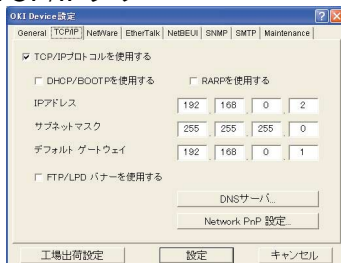 OKI Device設定
General TCP/IP NetWare EtherTalk NetBEUI SNMP SMTP Maintenance
TCP/IPプロトコルを使用する
DHCP/BOOTPを使用する RARPを使用する
IPアドレス 192 . 168 . 0 . 2
サブネットマスク 255 . 255 . 255 . 0
デフォルト ゲートウェイ 192 . 168 . 0 . 1
FTP/LPD バナーを使用する
DNSサーバ...
Network PnP 設定...
工場出荷設定 設定 キャンセル